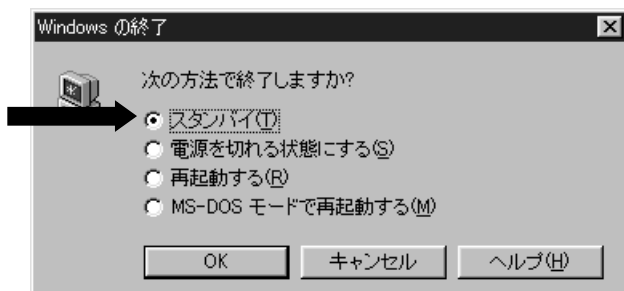 Windows の終了
次の方法で終了しますか?
スタンバイ(T)
電源を切れる状態にする(S)
再起動する(R)
MS-DOS モードで再起動する(M)
OK キャンセル ヘルプ(H)